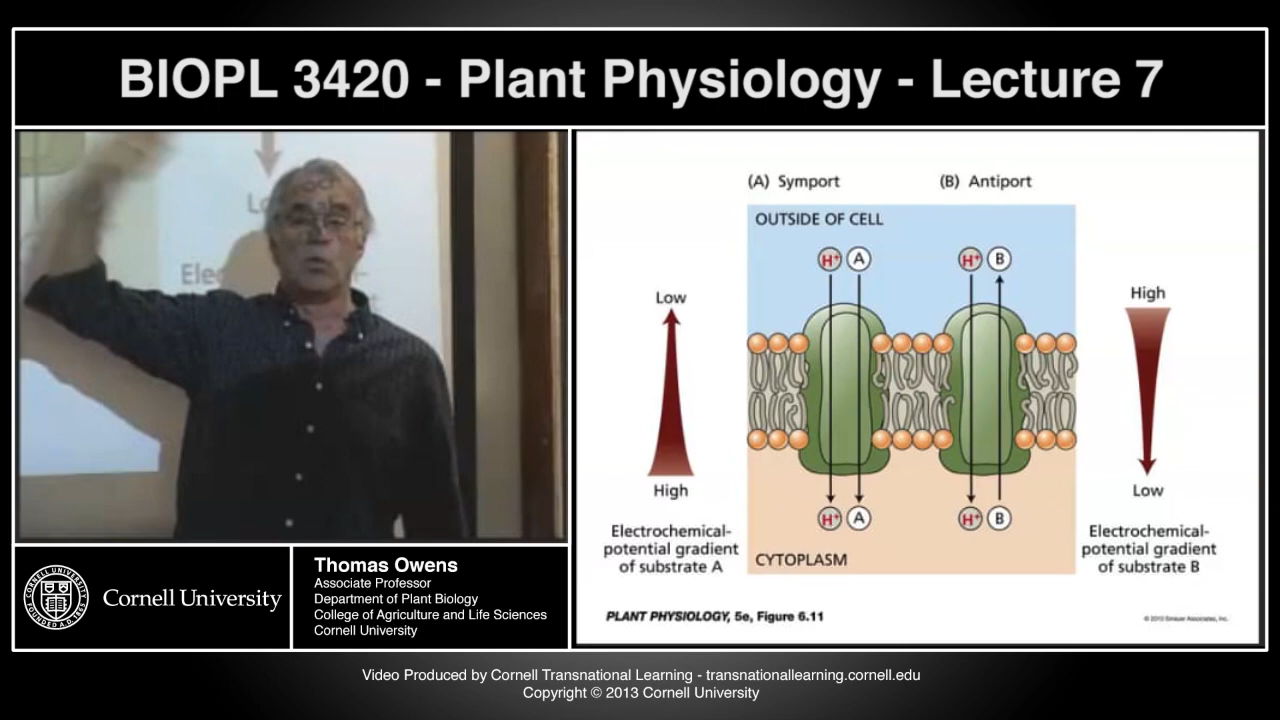 BIOPL 3420 - Plant Physiology - Lecture 7
(A) Symport
(B) Antiport
OUTSIDE OF CELL
H+ A
H+ B
Low
High
High
Low
H+ A
H+ B
Electrochemical-
potential gradient
of substrate A
CYTOPLASM
Electrochemical-
potential gradient
of substrate B
PLANT PHYSIOLOGY, 5e, Figure 6.11
© 2010 Sinauer Associates, Inc.
Cornell University
Thomas Owens
Associate Professor
Department of Plant Biology
College of Agriculture and Life Sciences
Cornell University
Video Produced by Cornell Transnational Learning - transnationallearning.cornell.edu
Copyright © 2013 Cornell University